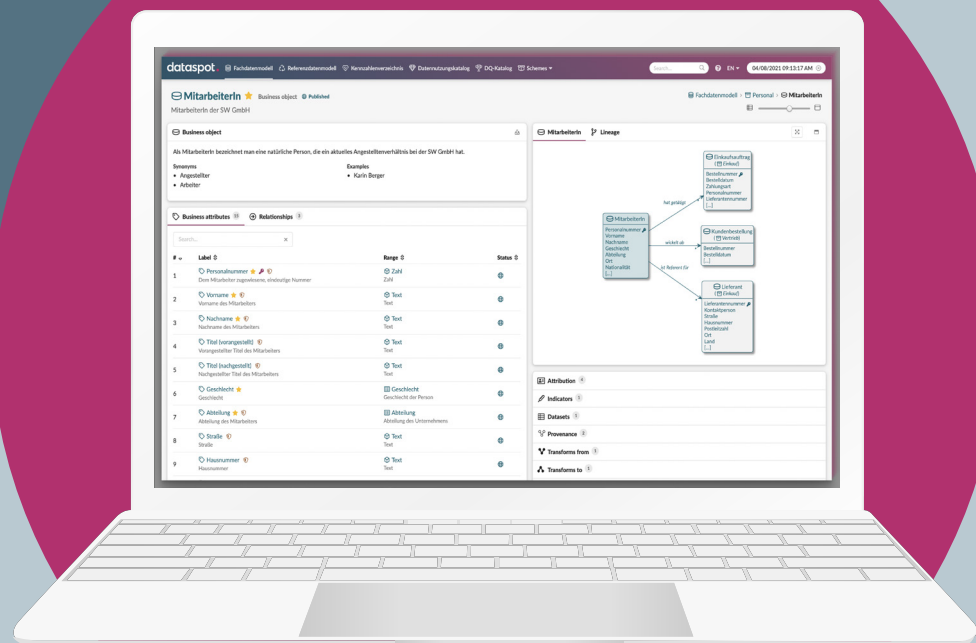 dataspot.
Fachdatenmodell
Referenzdatenmodell
Kennzahlenverzeichnis
Datennutzungskatalog
DQ-Katalog
Schemes
Search...
EN
04/08/2021 09:13:17 AM
MitarbeiterIn
Business object
Published
MitarbeiterIn der SW GmbH
Fachdatenmodell > Personal > MitarbeiterIn
Business object
Als MitarbeiterIn bezeichnet man eine natürliche Person, die ein aktuelles Angestelltenverhältnis bei der SW GmbH hat.
Synonyms
• Angestellter
• Arbeiter
Examples
• Karin Berger
Business attributes
Relationships
Search...
#
Label
Range
Status
1
Personalnummer
Dem Mitarbeiter zugewiesene, eindeutige Nummer
Zahl
Zahl
2
Vorname
Vorname des Mitarbeiters
Text
Text
3
Nachname
Nachname des Mitarbeiters
Text
Text
4
Titel (vorangestellt)
Vorangestellter Titel des Mitarbeiters
Text
Text
5
Titel (nachgestellt)
Nachgestellter Titel des Mitarbeiters
Text
Text
6
Geschlecht
Geschlecht
Geschlecht
Geschlecht der Person
7
Abteilung
Abteilung des Mitarbeiters
Abteilung
Abteilung des Unternehmens
8
Straße
Straße
Text
Text
9
Hausnummer
Hausnummer
Text
Text
MitarbeiterIn
Lineage
MitarbeiterIn
Personalnummer
Vorname
Nachname
Geschlecht
Abteilung
Ort
Nationalität
[...]
hat getätigt
wickelt ab
ist Referent für
Einkaufsauftrag
(Einkauf)
Bestellnummer
Bestelldatum
Zahlungsart
Personalnummer
Lieferantennummer
[...]
Kundenbestellung
(Vertrieb)
Bestellnummer
Bestelldatum
[...]
Lieferant
(Einkauf)
Lieferantennummer
Kontaktperson
Straße
Hausnummer
Postleitzahl
Ort
Land
[...]
Attribution
Indicators
Datasets
Provenance
Transforms from
Transforms to